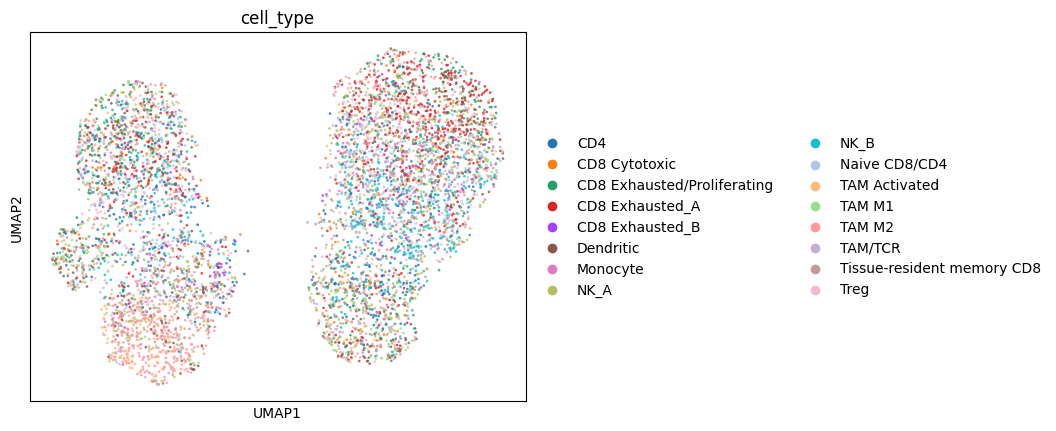 cell_type
UMAP2
UMAP1
CD4
CD8 Cytotoxic
CD8 Exhausted/Proliferating
CD8 Exhausted_A
CD8 Exhausted_B
Dendritic
Monocyte
NK_A
NK_B
Naive CD8/CD4
TAM Activated
TAM M1
TAM M2
TAM/TCR
Tissue-resident memory CD8
Treg